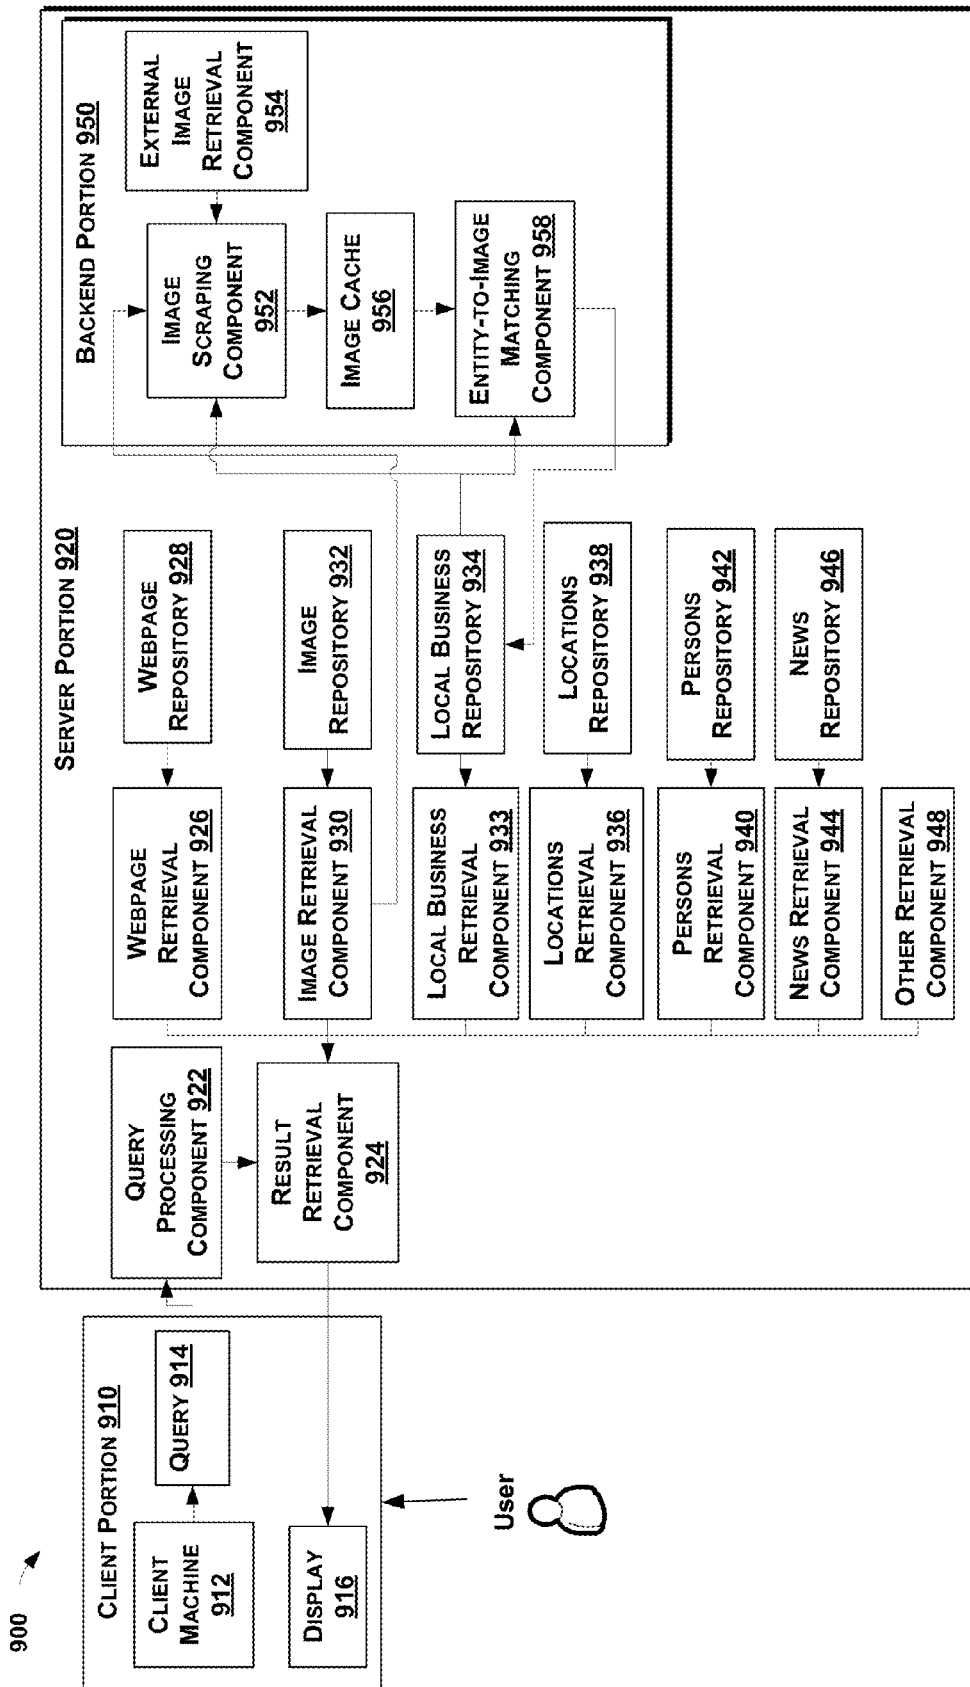 900
CLIENT PORTION 910
CLIENT
MACHINE
912
QUERY 914
DISPLAY
916
User
SERVER PORTION 920
QUERY
PROCESSING
COMPONENT 922
RESULT
RETRIEVAL
COMPONENT
924
WEBPAGE
RETRIEVAL
COMPONENT 926
WEBPAGE
REPOSITORY 928
IMAGE RETRIEVAL
COMPONENT 930
IMAGE
REPOSITORY 932
LOCAL BUSINESS
RETRIEVAL
COMPONENT 933
LOCAL BUSINESS
REPOSITORY 934
LOCATIONS
RETRIEVAL
COMPONENT 936
LOCATIONS
REPOSITORY 938
PERSONS
RETRIEVAL
COMPONENT 940
PERSONS
REPOSITORY 942
NEWS RETRIEVAL
COMPONENT 944
NEWS
REPOSITORY 946
OTHER RETRIEVAL
COMPONENT 948
BACKEND PORTION 950
IMAGE
SCRAPING
COMPONENT
952
EXTERNAL
IMAGE
RETRIEVAL
COMPONENT
954
IMAGE CACHE
956
ENTITY-TO-IMAGE
MATCHING
COMPONENT 958